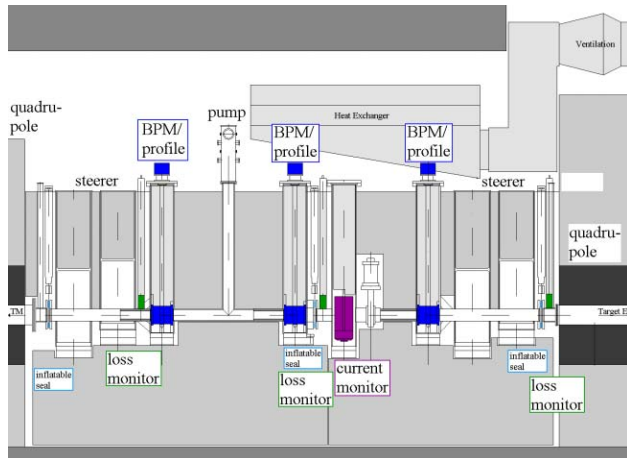 Ventilation
quadru-
pole
pump
Heat Exchanger
BPM/
profile
BPM/
profile
BPM/
profile
steerer
steerer
quadru-
pole
TM
Target E
inflatable
seal
loss
monitor
inflatable
seal
loss
monitor
current
monitor
inflatable
seal
loss
monitor